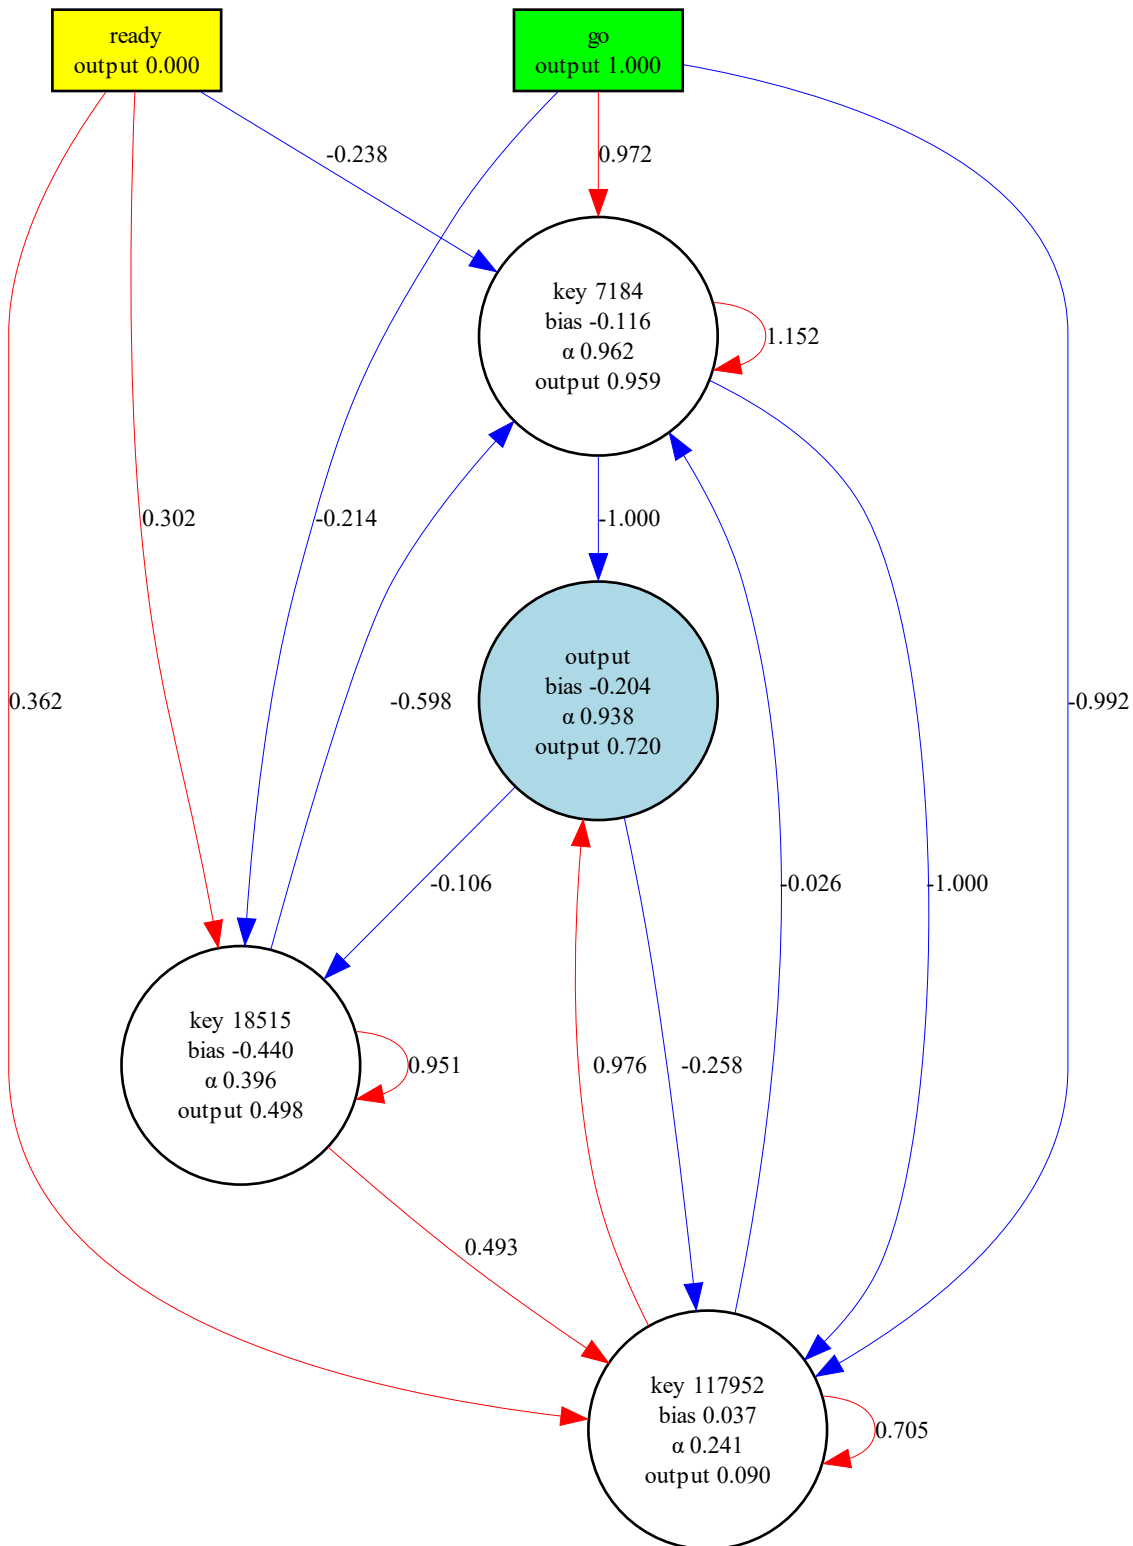 ready
output 0.000
go
output 1.000
-0.238
0.972
key 7184
bias -0.116
α 0.962
output 0.959
1.152
0.302
-0.214
-1.000
output
bias -0.204
α 0.938
output 0.720
0.362
-0.598
-0.992
-0.106
-0.026
-1.000
key 18515
bias -0.440
α 0.396
output 0.498
0.951
0.976
-0.258
0.493
key 117952
bias 0.037
α 0.241
output 0.090
0.705